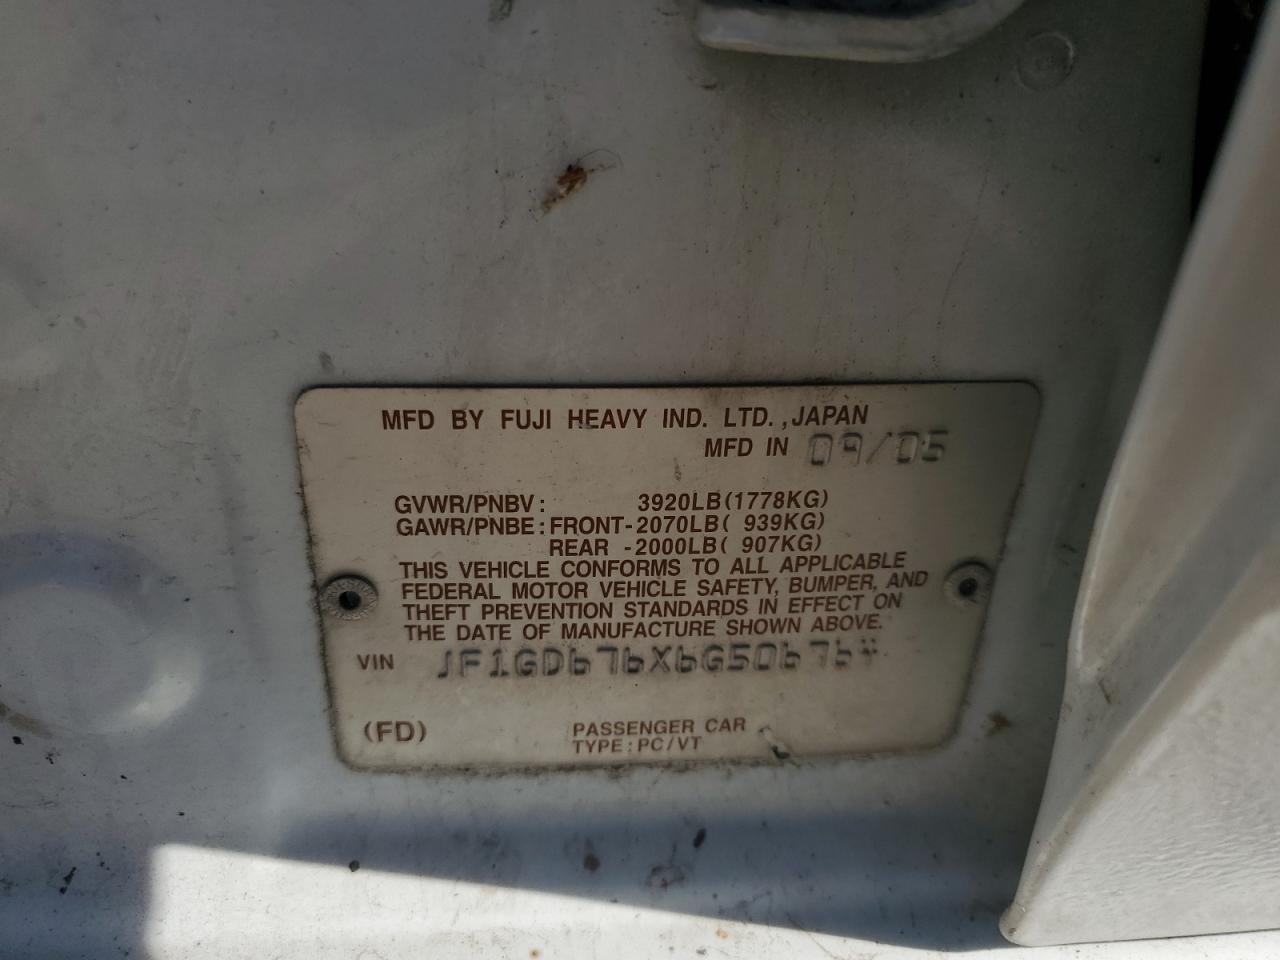 MFD BY FUJI HEAVY IND. LTD. ,JAPAN
MFD IN 09/05
GVWR/PNBV: 3920LB(1778KG)
GAWR/PNBE: FRONT-2070LB( 939KG)
REAR -2000LB( 907KG)
THIS VEHICLE CONFORMS TO ALL APPLICABLE
FEDERAL MOTOR VEHICLE SAFETY, BUMPER, AND
THEFT PREVENTION STANDARDS IN EFFECT ON
THE DATE OF MANUFACTURE SHOWN ABOVE.
VIN JF1GD676X6G506764
(FD) PASSENGER CAR
TYPE: PC/VT